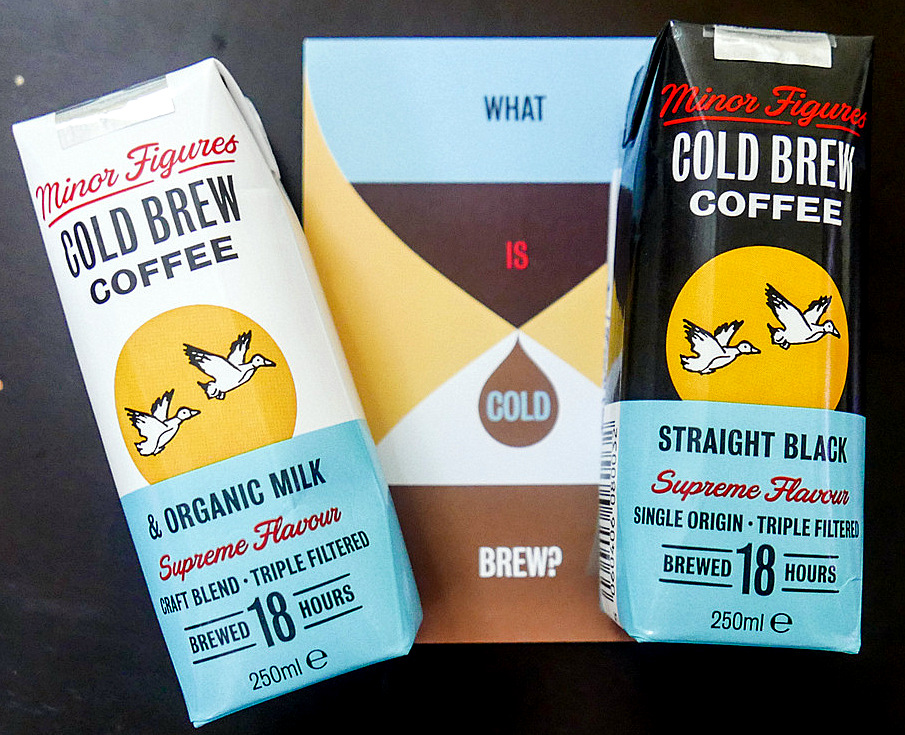 Minor Figures
COLD BREW
COFFEE
& ORGANIC MILK
Supreme Flavour
CRAFT BLEND · TRIPLE FILTERED
BREWED 18 HOURS
250ml ℮
WHAT
IS
COLD
BREW?
Minor Figures
COLD BREW
COFFEE
STRAIGHT BLACK
Supreme Flavour
SINGLE ORIGIN · TRIPLE FILTERED
BREWED 18 HOURS
250ml ℮